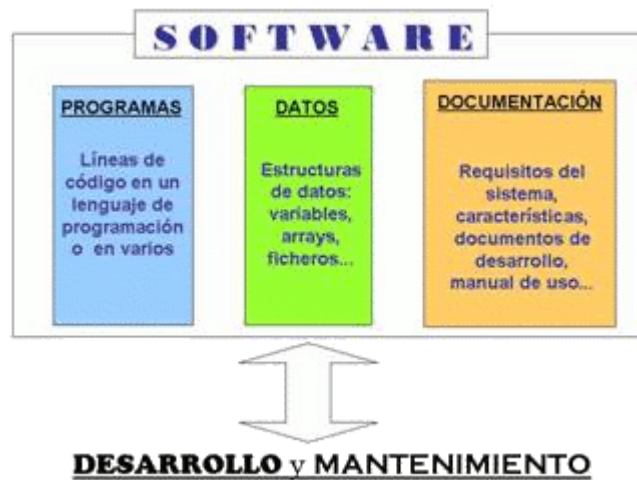 SOFTWARE
PROGRAMAS
Líneas de
código en un
lenguaje de
programación
o en varios
DATOS
Estructuras
de datos:
variables,
arrays,
ficheros...
DOCUMENTACIÓN
Requisitos del
sistema,
características,
documentos de
desarrollo,
manual de uso...
DESARROLLO y MANTENIMIENTO